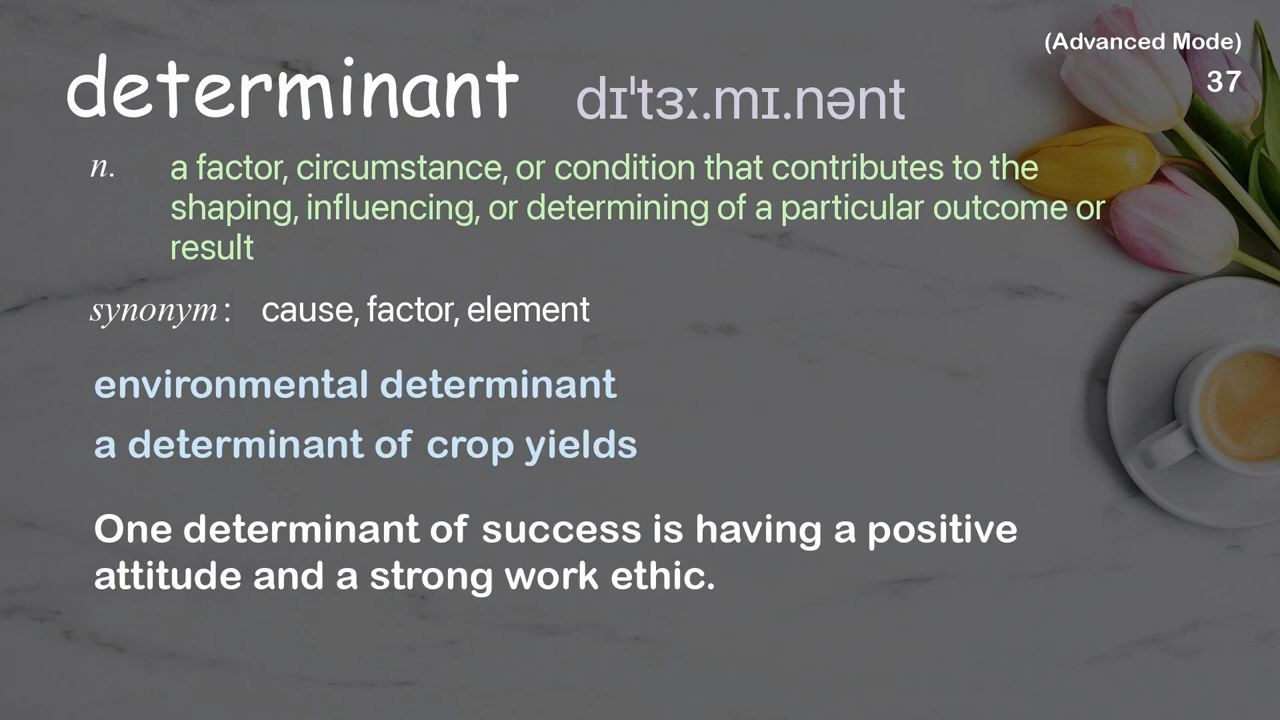 (Advanced Mode)
37
determinant dɪˈtɜː.mɪ.nənt
n. a factor, circumstance, or condition that contributes to the
shaping, influencing, or determining of a particular outcome or
result
synonym: cause, factor, element
environmental determinant
a determinant of crop yields
One determinant of success is having a positive
attitude and a strong work ethic.